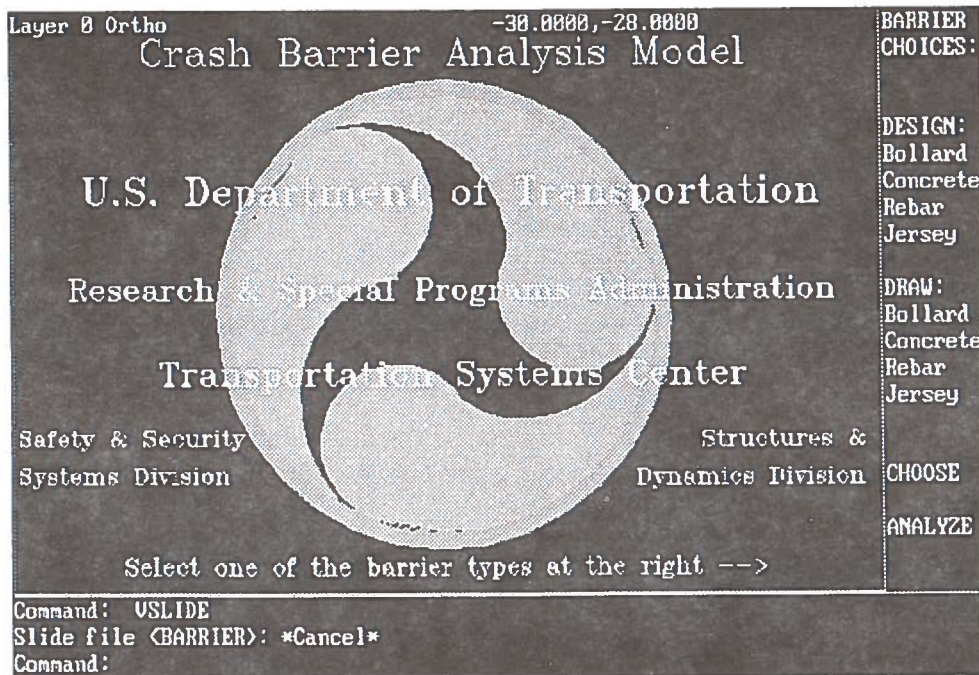 Layer 0 Ortho -30.0000,-28.0000
Crash Barrier Analysis Model
U.S. Department of Transportation
Research & Special Programs Administration
Transportation Systems Center
Safety & Security
Systems Division
Structures &
Dynamics Division
Select one of the barrier types at the right -->
BARRIER
CHOICES:
DESIGN:
Bollard
Concrete
Rebar
Jersey
DRAW:
Bollard
Concrete
Rebar
Jersey
CHOOSE
ANALYZE
Command: VSLIDE
Slide file <BARRIER>: *Cancel*
Command: